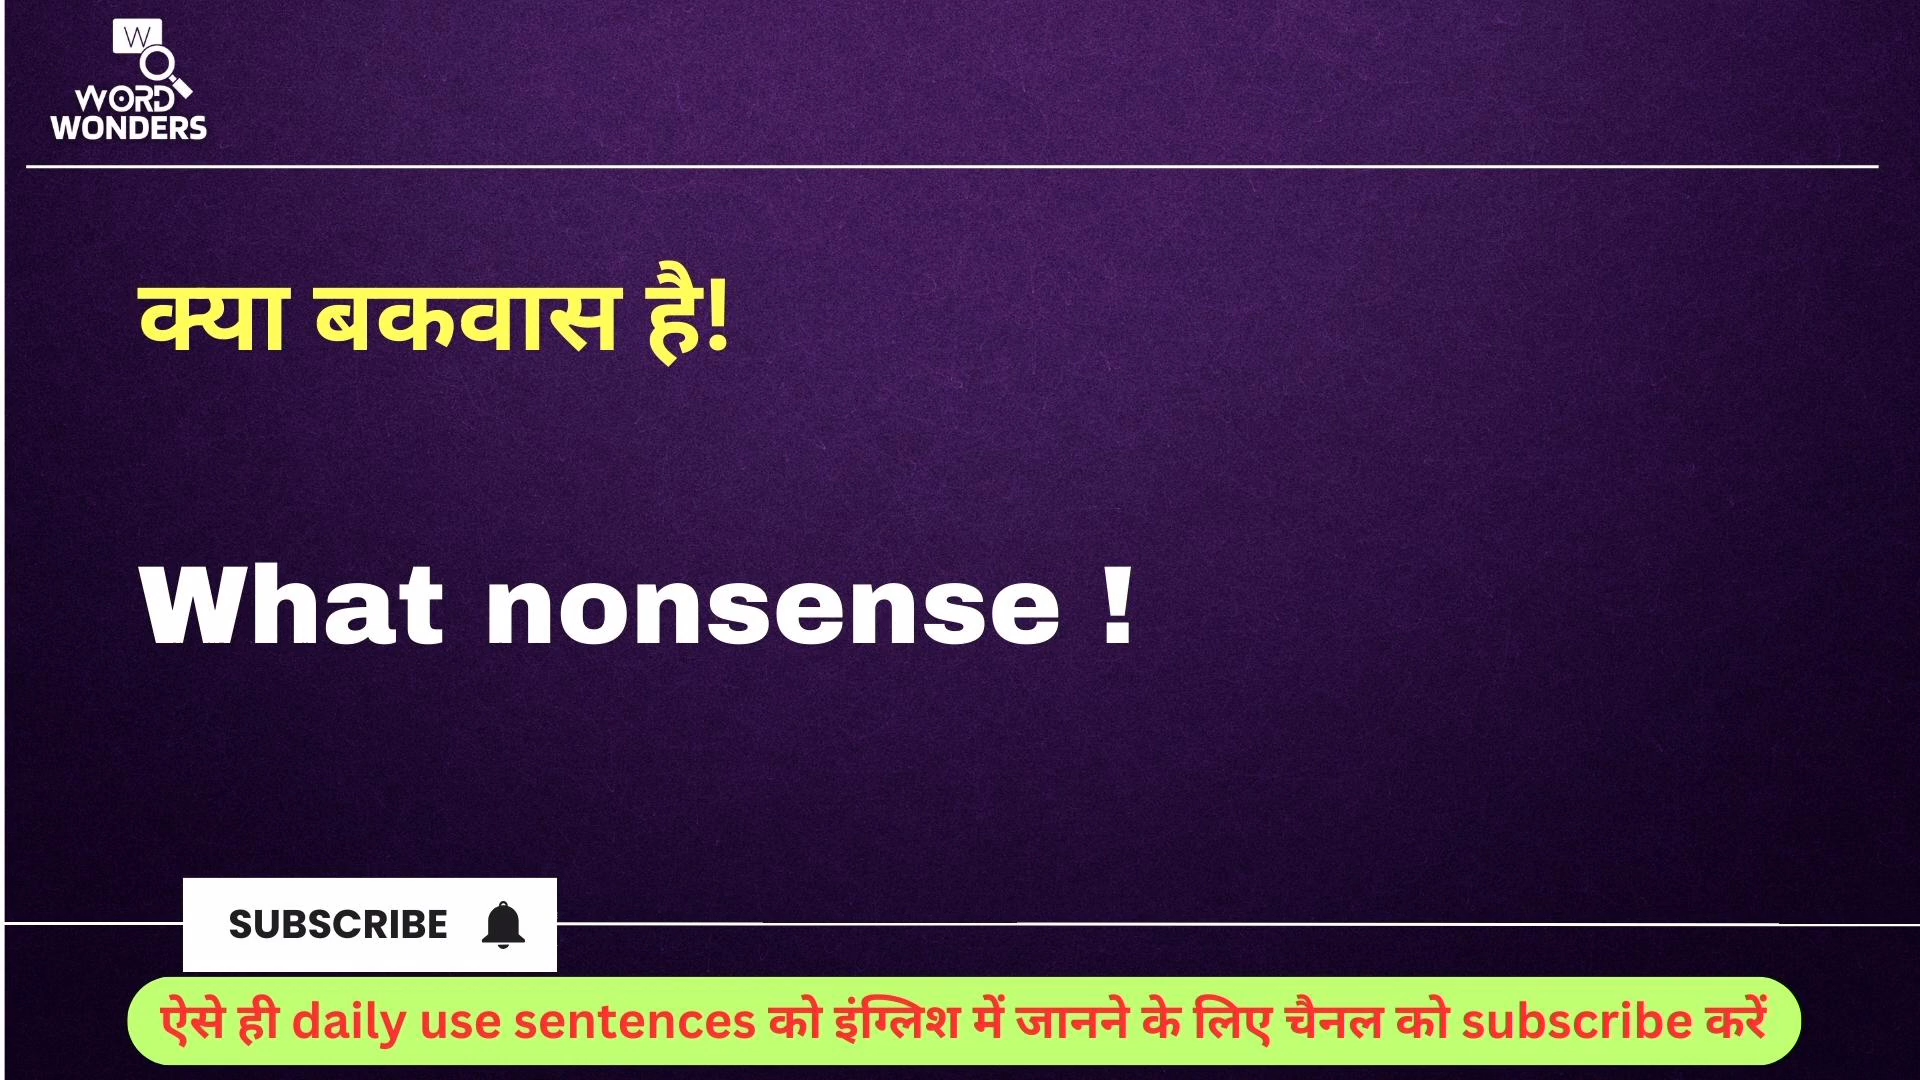 W
WORD
WONDERS
क्या बकवास है!
What nonsense !
SUBSCRIBE
ऐसे ही daily use sentences को इंग्लिश में जानने के लिए चैनल को subscribe करें